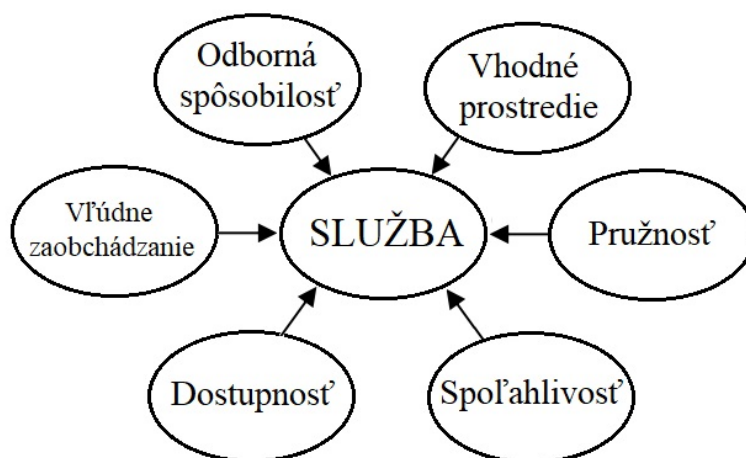 Odborná
spôsobilosť
Vhodné
prostredie
Vľúdne
zaobchádzanie
SLUŽBA
Pružnosť
Dostupnosť
Spoľahlivosť